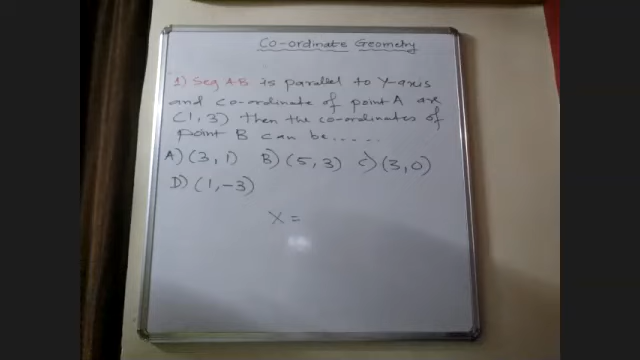 Co-ordinate Geometry
1) Seg AB is parallel to Y-axis
and co-ordinate of point A are
(1, 3) then the co-ordinates of
point B can be.....
A) (3, 1) B) (5, 3) C) (3, 0)
D) (1, -3)
X =